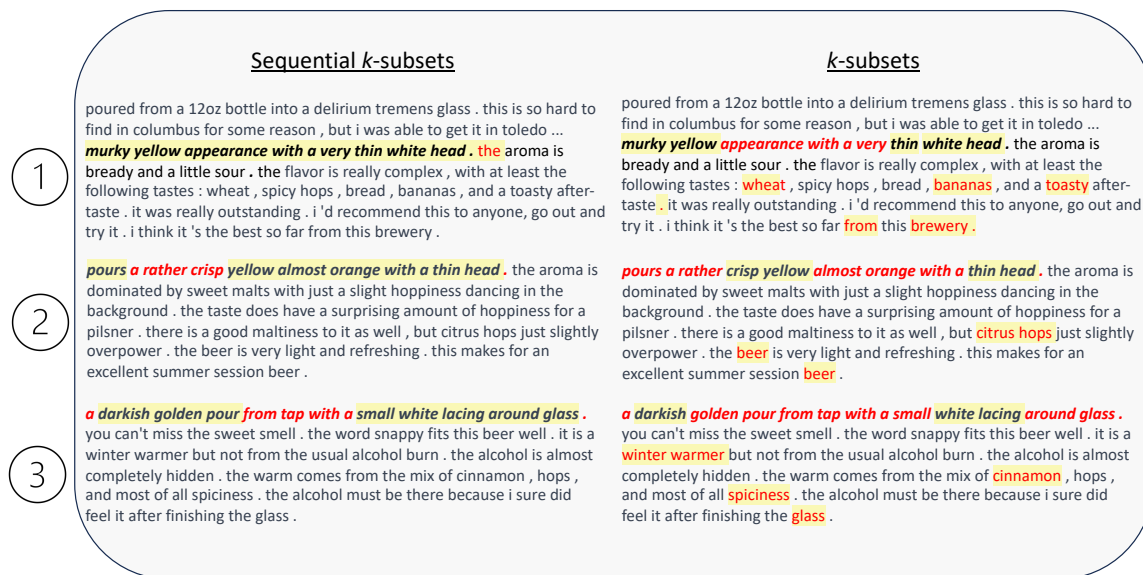 Sequential k-subsets
poured from a 12oz bottle into a delirium tremens glass . this is so hard to
find in columbus for some reason , but i was able to get it in toledo ...
murky yellow appearance with a very thin white head . the aroma is
bready and a little sour . the flavor is really complex , with at least the
following tastes : wheat , spicy hops , bread , bananas , and a toasty after-
taste . it was really outstanding . i 'd recommend this to anyone, go out and
try it . i think it 's the best so far from this brewery .
pours a rather crisp yellow almost orange with a thin head . the aroma is
dominated by sweet malts with just a slight hoppiness dancing in the
background . the taste does have a surprising amount of hoppiness for a
pilsner . there is a good maltiness to it as well , but citrus hops just slightly
overpower . the beer is very light and refreshing . this makes for an
excellent summer session beer .
a darkish golden pour from tap with a small white lacing around glass .
you can't miss the sweet smell . the word snappy fits this beer well . it is a
winter warmer but not from the usual alcohol burn . the alcohol is almost
completely hidden . the warm comes from the mix of cinnamon , hops ,
and most of all spiciness . the alcohol must be there because i sure did
feel it after finishing the glass .
k-subsets
poured from a 12oz bottle into a delirium tremens glass . this is so hard to
find in columbus for some reason , but i was able to get it in toledo ...
murky yellow appearance with a very thin white head . the aroma is
bready and a little sour . the flavor is really complex , with at least the
following tastes : wheat , spicy hops , bread , bananas , and a toasty after-
taste . it was really outstanding . i 'd recommend this to anyone, go out and
try it . i think it 's the best so far from this brewery .
pours a rather crisp yellow almost orange with a thin head . the aroma is
dominated by sweet malts with just a slight hoppiness dancing in the
background . the taste does have a surprising amount of hoppiness for a
pilsner . there is a good maltiness to it as well , but citrus hops just slightly
overpower . the beer is very light and refreshing . this makes for an
excellent summer session beer .
a darkish golden pour from tap with a small white lacing around glass .
you can't miss the sweet smell . the word snappy fits this beer well . it is a
winter warmer but not from the usual alcohol burn . the alcohol is almost
completely hidden . the warm comes from the mix of cinnamon , hops ,
and most of all spiciness . the alcohol must be there because i sure did
feel it after finishing the glass .
1
2
3